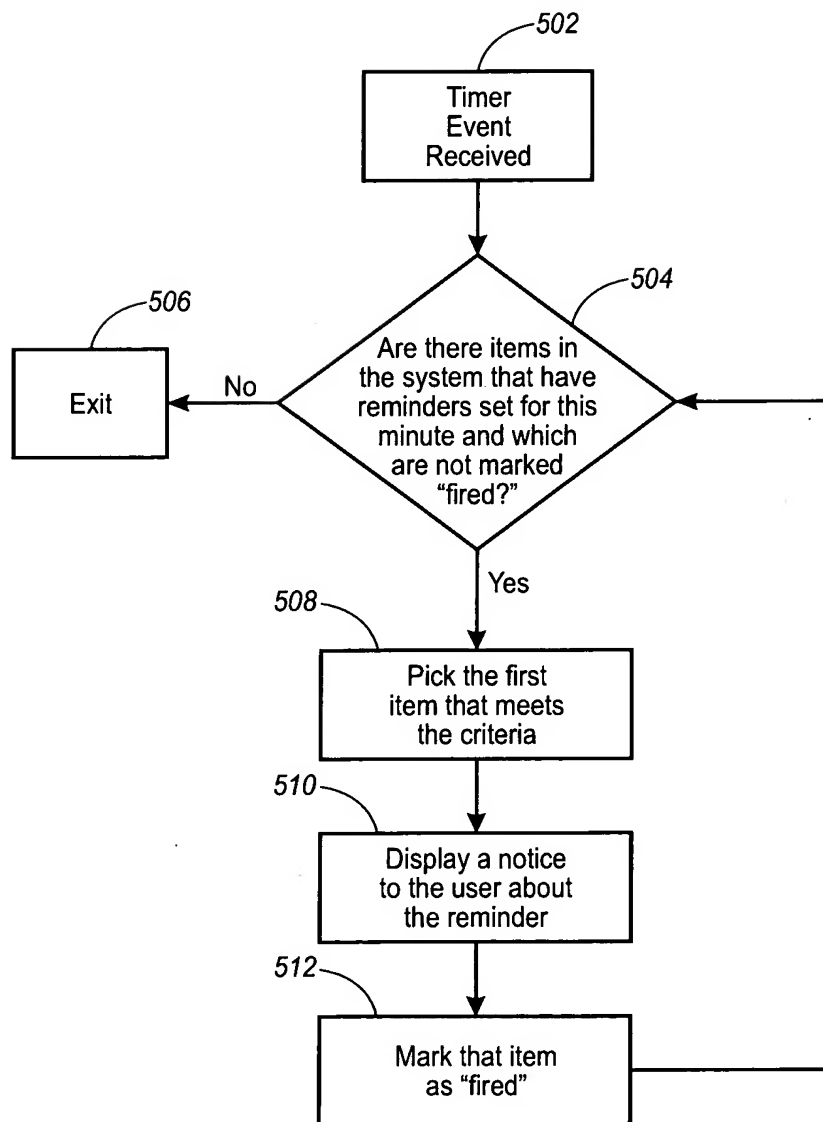 502
Timer
Event
Received
504
506
Are there items in
the system that have
reminders set for this
minute and which
are not marked
“fired?”
No
Exit
Yes
508
Pick the first
item that meets
the criteria
510
Display a notice
to the user about
the reminder
512
Mark that item
as “fired”